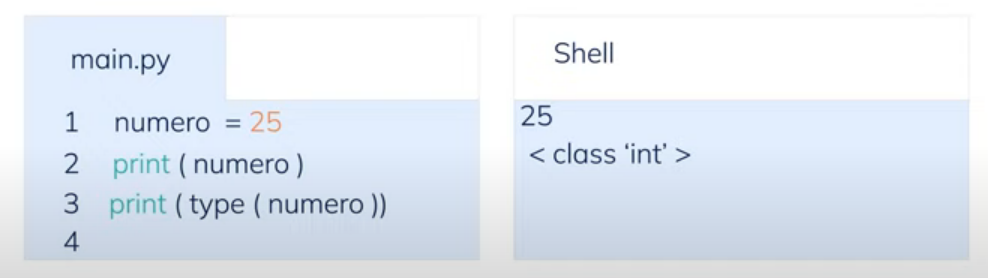 main.py
1 numero = 25
2 print ( numero )
3 print ( type ( numero ))
4
Shell
25
< class ‘int’ >